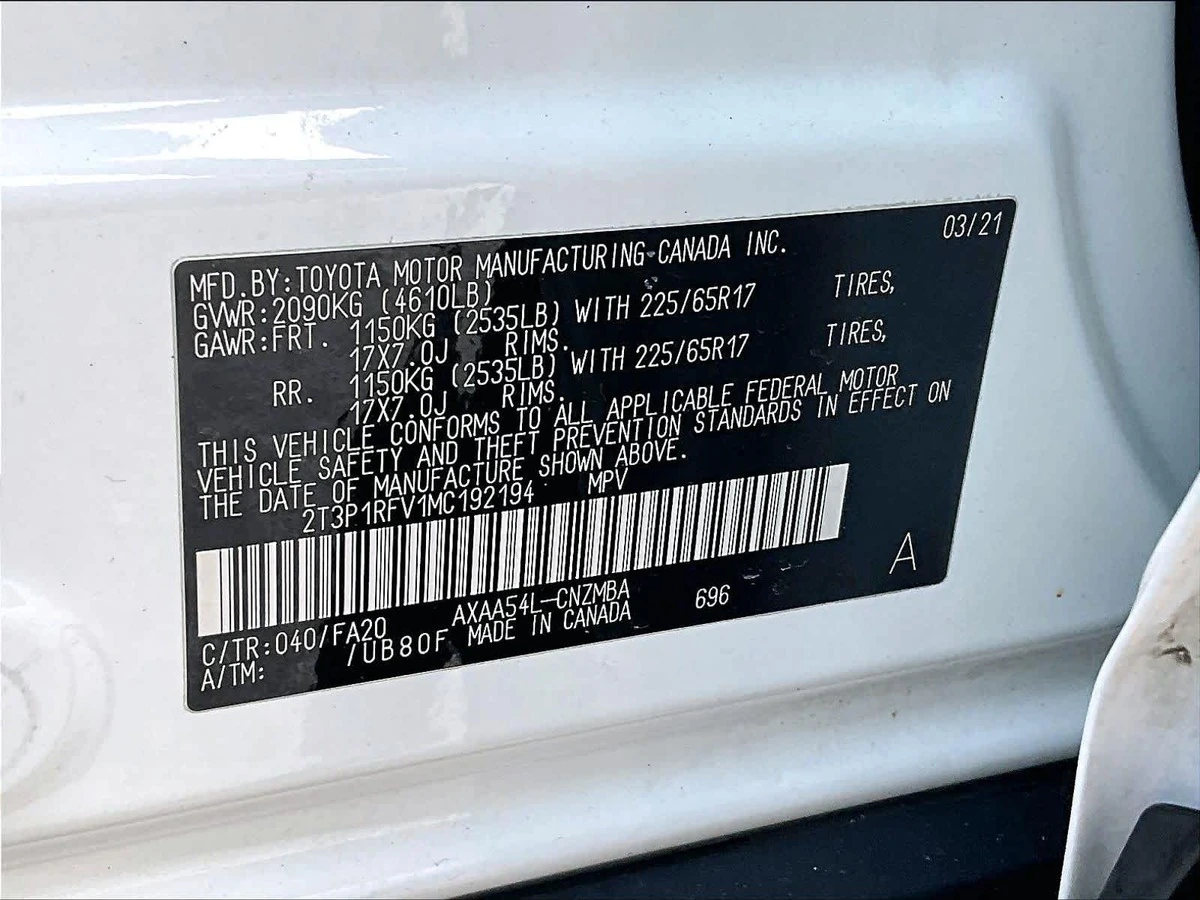 03/21
MFD.BY:TOYOTA MOTOR MANUFACTURING-CANADA INC.
GVWR:2090KG (4610LB)
GAWR:FRT. 1150KG (2535LB) WITH 225/65R17 TIRES,
17X7.0J RIMS.
RR. 1150KG (2535LB) WITH 225/65R17 TIRES,
17X7.0J RIMS.
THIS VEHICLE CONFORMS TO ALL APPLICABLE FEDERAL MOTOR
VEHICLE SAFETY AND THEFT PREVENTION STANDARDS IN EFFECT ON
THE DATE OF MANUFACTURE SHOWN ABOVE.
2T3P1RFV1MC192194 MPV
A
C/TR:040/FA20 AXAA54L-CNZMBA 696
A/TM: /UB80F MADE IN CANADA